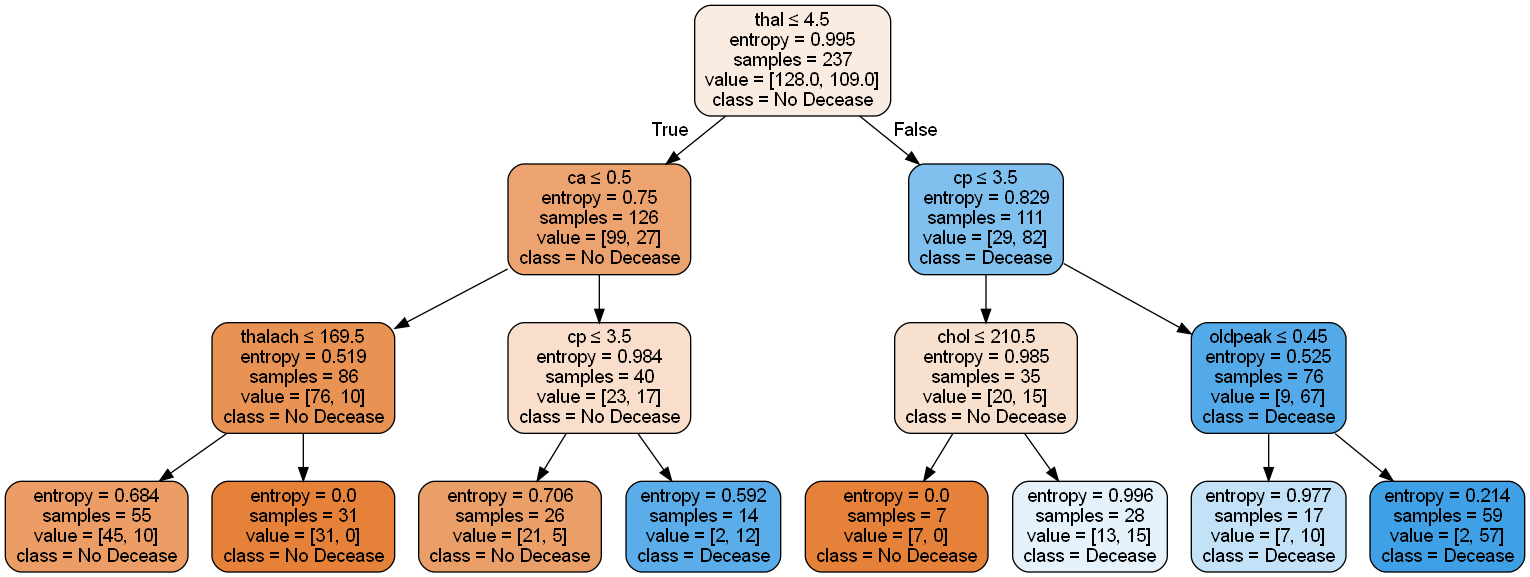 thal ≤ 4.5
entropy = 0.995
samples = 237
value = [128.0, 109.0]
class = No Decease
True
False
ca ≤ 0.5
entropy = 0.75
samples = 126
value = [99, 27]
class = No Decease
cp ≤ 3.5
entropy = 0.829
samples = 111
value = [29, 82]
class = Decease
thalach ≤ 169.5
entropy = 0.519
samples = 86
value = [76, 10]
class = No Decease
cp ≤ 3.5
entropy = 0.984
samples = 40
value = [23, 17]
class = No Decease
chol ≤ 210.5
entropy = 0.985
samples = 35
value = [20, 15]
class = No Decease
oldpeak ≤ 0.45
entropy = 0.525
samples = 76
value = [9, 67]
class = Decease
entropy = 0.684
samples = 55
value = [45, 10]
class = No Decease
entropy = 0.0
samples = 31
value = [31, 0]
class = No Decease
entropy = 0.706
samples = 26
value = [21, 5]
class = No Decease
entropy = 0.592
samples = 14
value = [2, 12]
class = Decease
entropy = 0.0
samples = 7
value = [7, 0]
class = No Decease
entropy = 0.996
samples = 28
value = [13, 15]
class = Decease
entropy = 0.977
samples = 17
value = [7, 10]
class = Decease
entropy = 0.214
samples = 59
value = [2, 57]
class = Decease